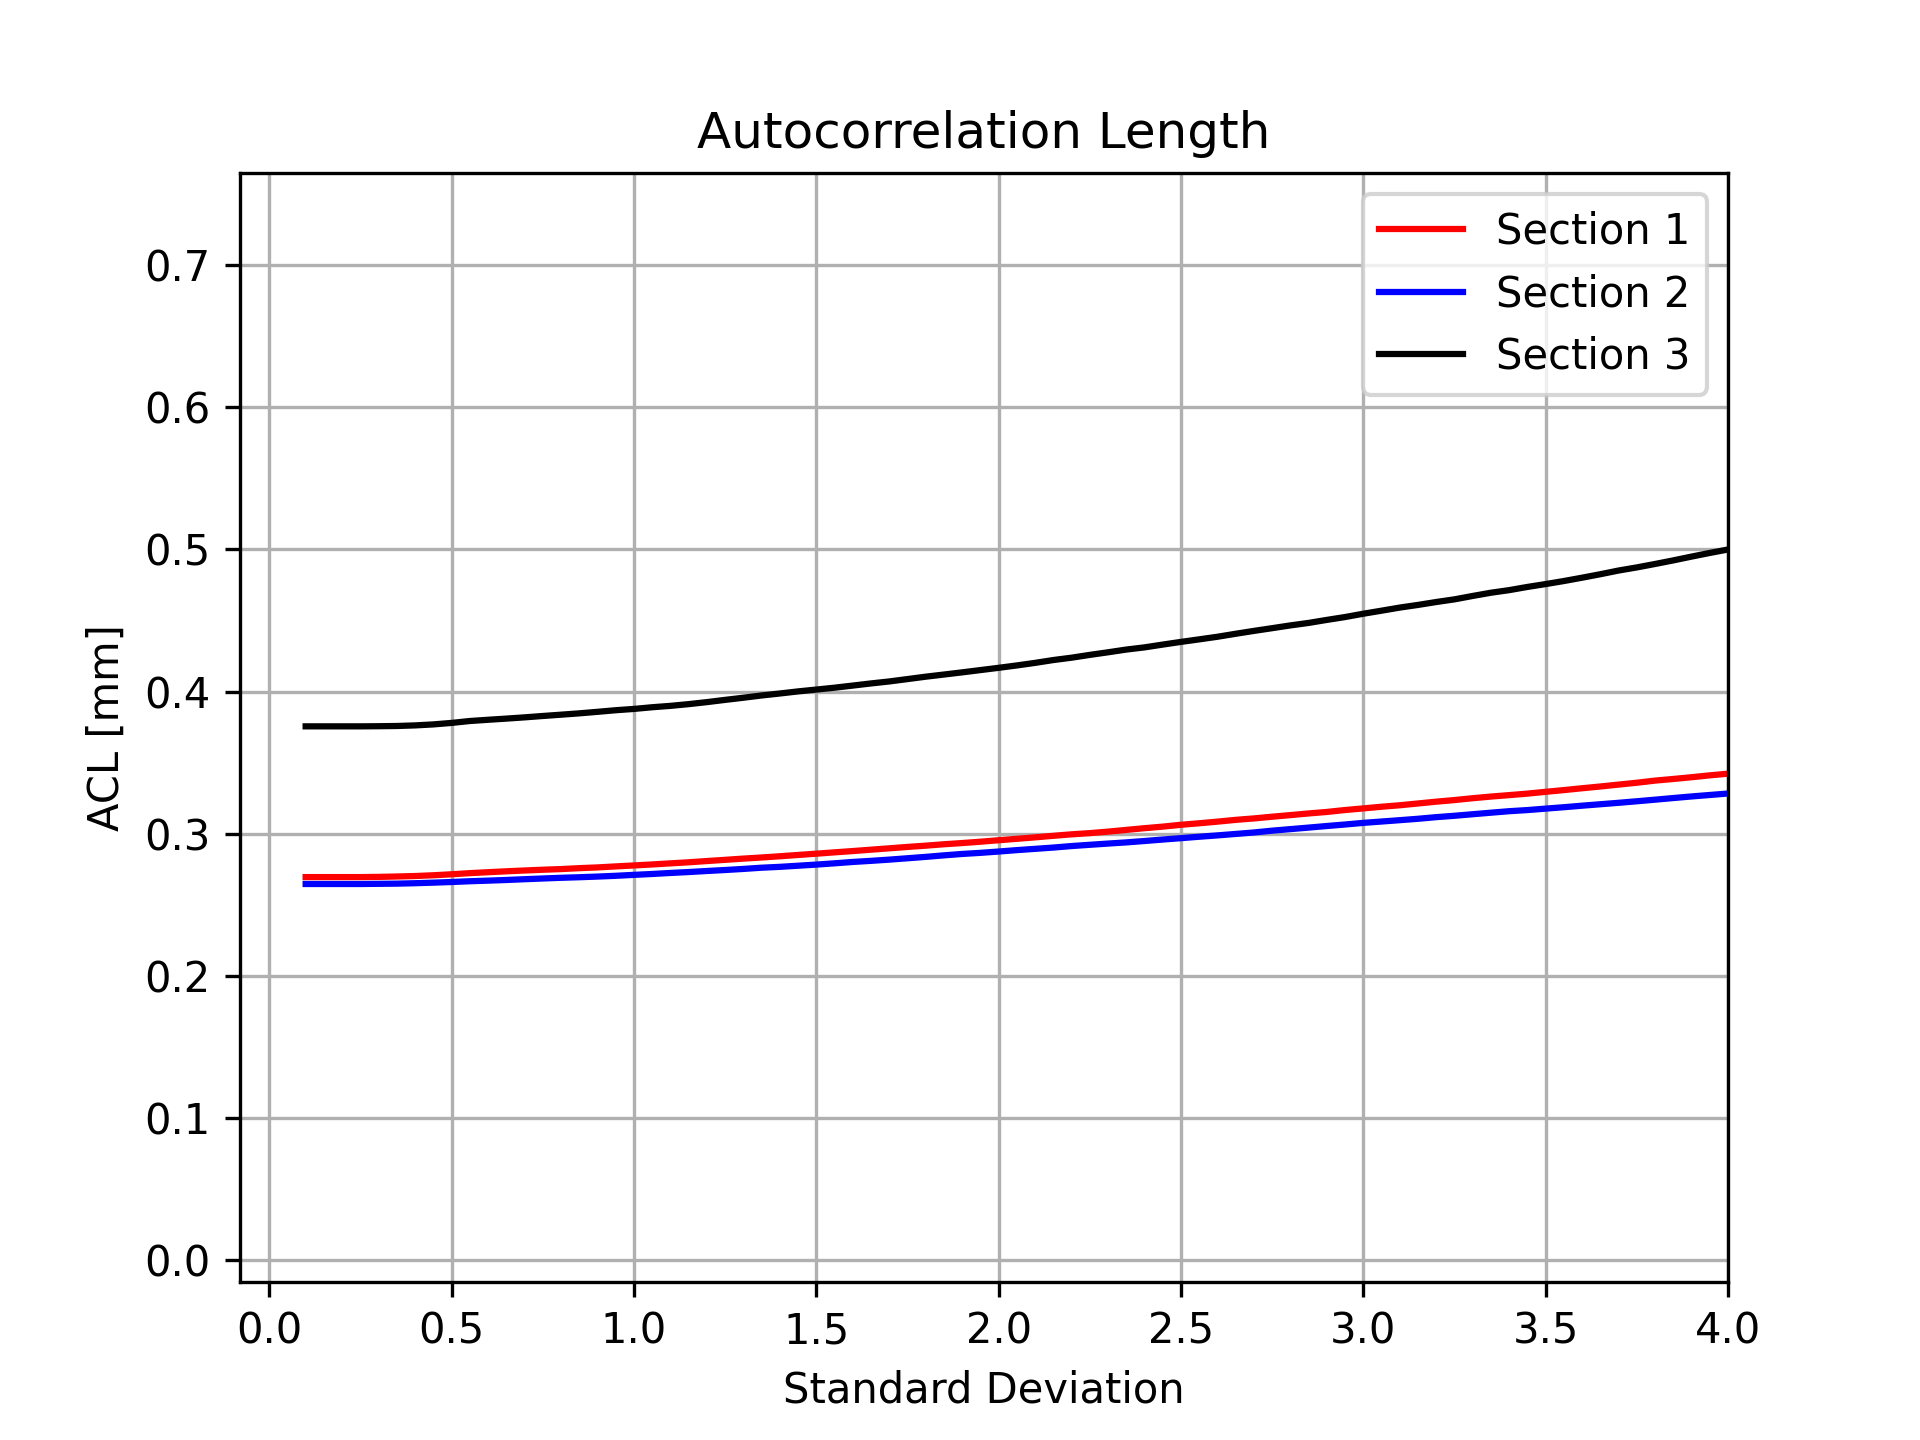 Autocorrelation Length
Section 1
Section 2
Section 3
0.7
0.6
0.5
0.4
0.3
0.2
0.1
0.0
ACL [mm]
0.0 0.5 1.0 1.5 2.0 2.5 3.0 3.5 4.0
Standard Deviation